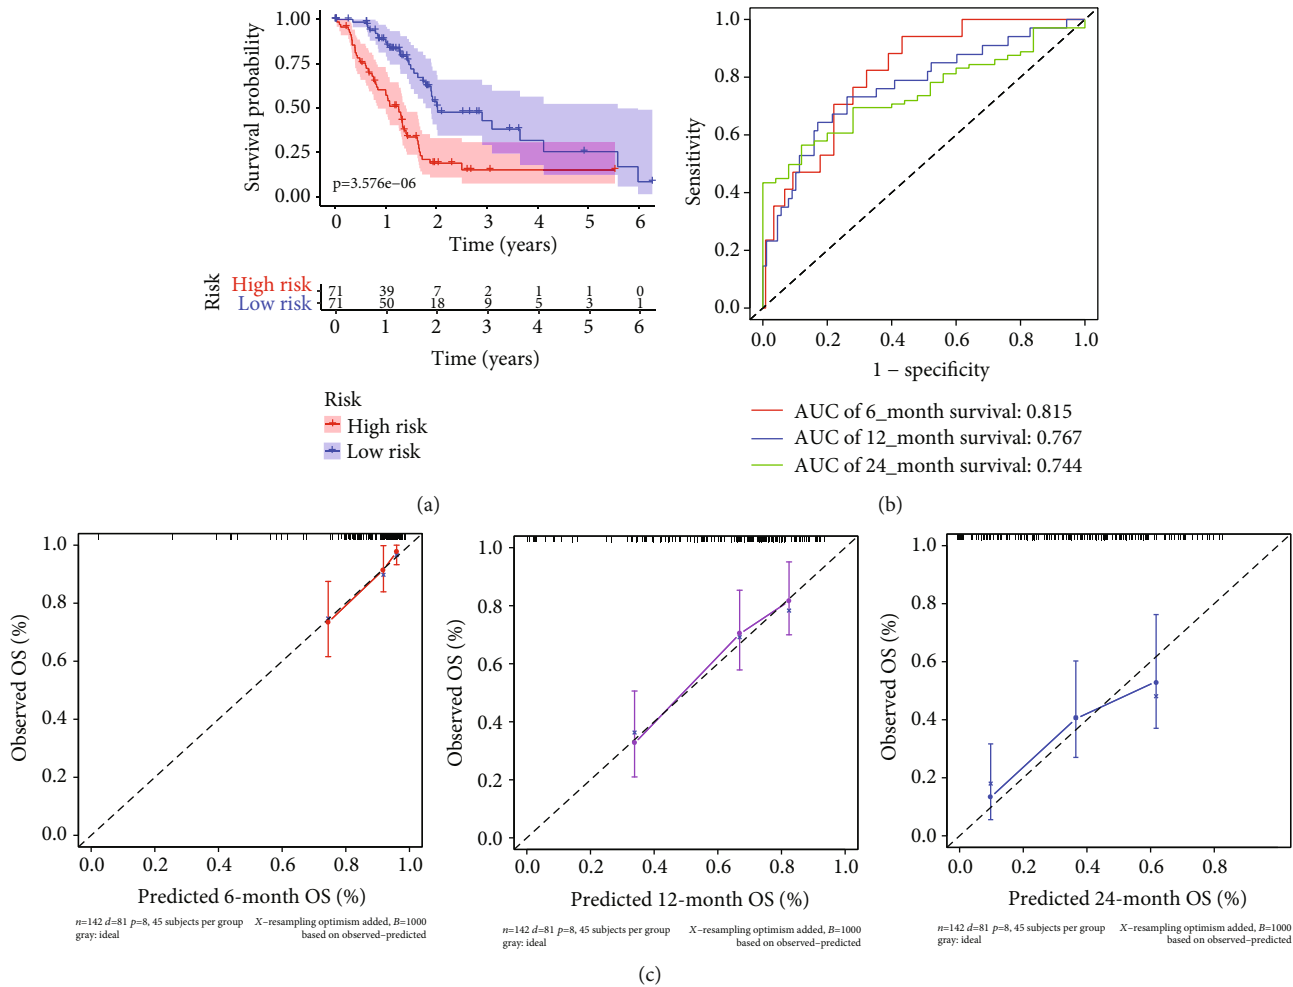 1.00
0.75
0.50
0.25
0.00
Survival probability
p=3.576e−06
0 1 2 3 4 5 6
Time (years)
Risk
High risk 71 39 7 2 1 1 0
Low risk 71 50 18 9 5 3 1
0 1 2 3 4 5 6
Time (years)
Risk
High risk
Low risk
(a)
1.0
0.8
0.6
0.4
0.2
0.0
Senstivity
0.0 0.2 0.4 0.6 0.8 1.0
1 − specificity
AUC of 6_month survival: 0.815
AUC of 12_month survival: 0.767
AUC of 24_month survival: 0.744
(b)
1.0
0.8
0.6
0.4
0.2
0.0
Observed OS (%)
0.0 0.2 0.4 0.6 0.8 1.0
Predicted 6-month OS (%)
n=142 d=81 p=8, 45 subjects per group X−resampling optimism added, B=1000
gray: ideal based on observed−predicted
1.0
0.8
0.6
0.4
0.2
0.0
Observed OS (%)
0.0 0.2 0.4 0.6 0.8 1.0
Predicted 12-month OS (%)
n=142 d=81 p=8, 45 subjects per group X−resampling optimism added, B=1000
gray: ideal based on observed−predicted
1.0
0.8
0.6
0.4
0.2
0.0
Observed OS (%)
0.0 0.2 0.4 0.6 0.8
Predicted 24-month OS (%)
n=142 d=81 p=8, 45 subjects per group X−resampling optimism added, B=1000
gray: ideal based on observed−predicted
(c)